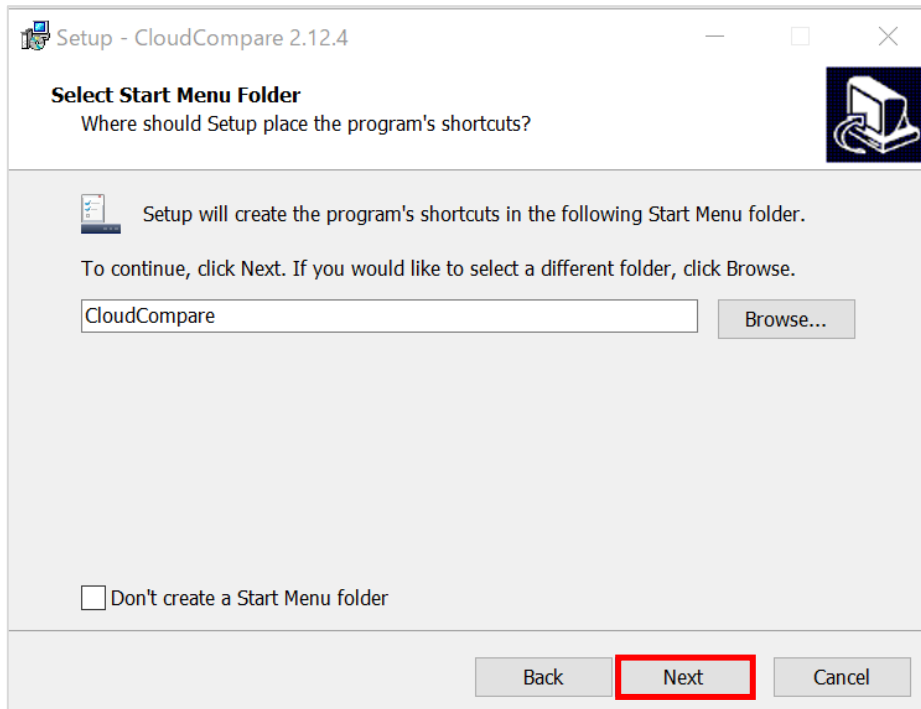 Setup - CloudCompare 2.12.4
Select Start Menu Folder
Where should Setup place the program's shortcuts?
Setup will create the program's shortcuts in the following Start Menu folder.
To continue, click Next. If you would like to select a different folder, click Browse.
CloudCompare
Browse...
Don't create a Start Menu folder
Back
Next
Cancel